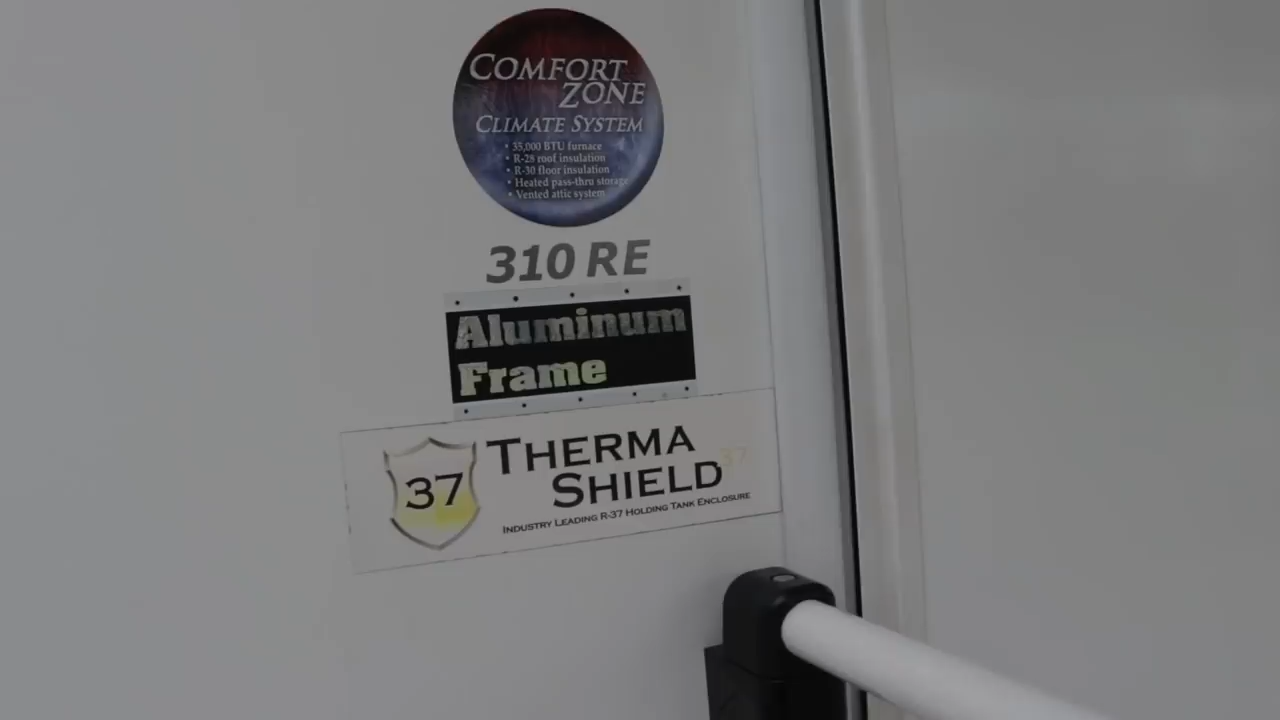 COMFORT
ZONE
CLIMATE SYSTEM
• 35,000 BTU furnace
• R-28 roof insulation
• R-30 floor insulation
• Heated pass-thru storage
• Vented attic system
310 RE
Aluminum
Frame
37
THERMA
SHIELD 37
INDUSTRY LEADING R-37 HOLDING TANK ENCLOSURE